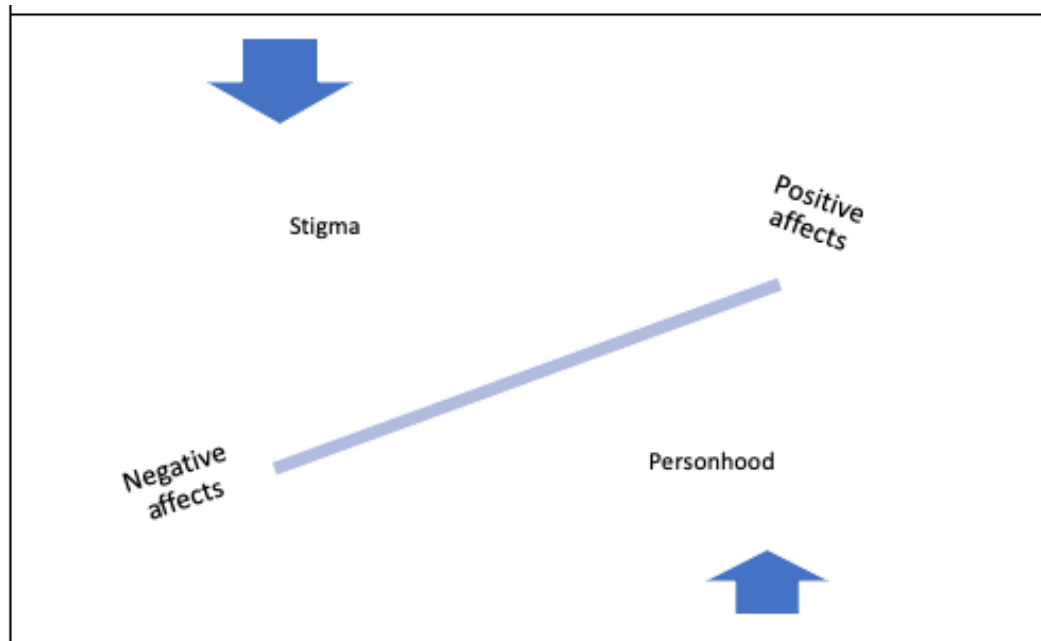 Positive
affects
Stigma
Negative
affects
Personhood